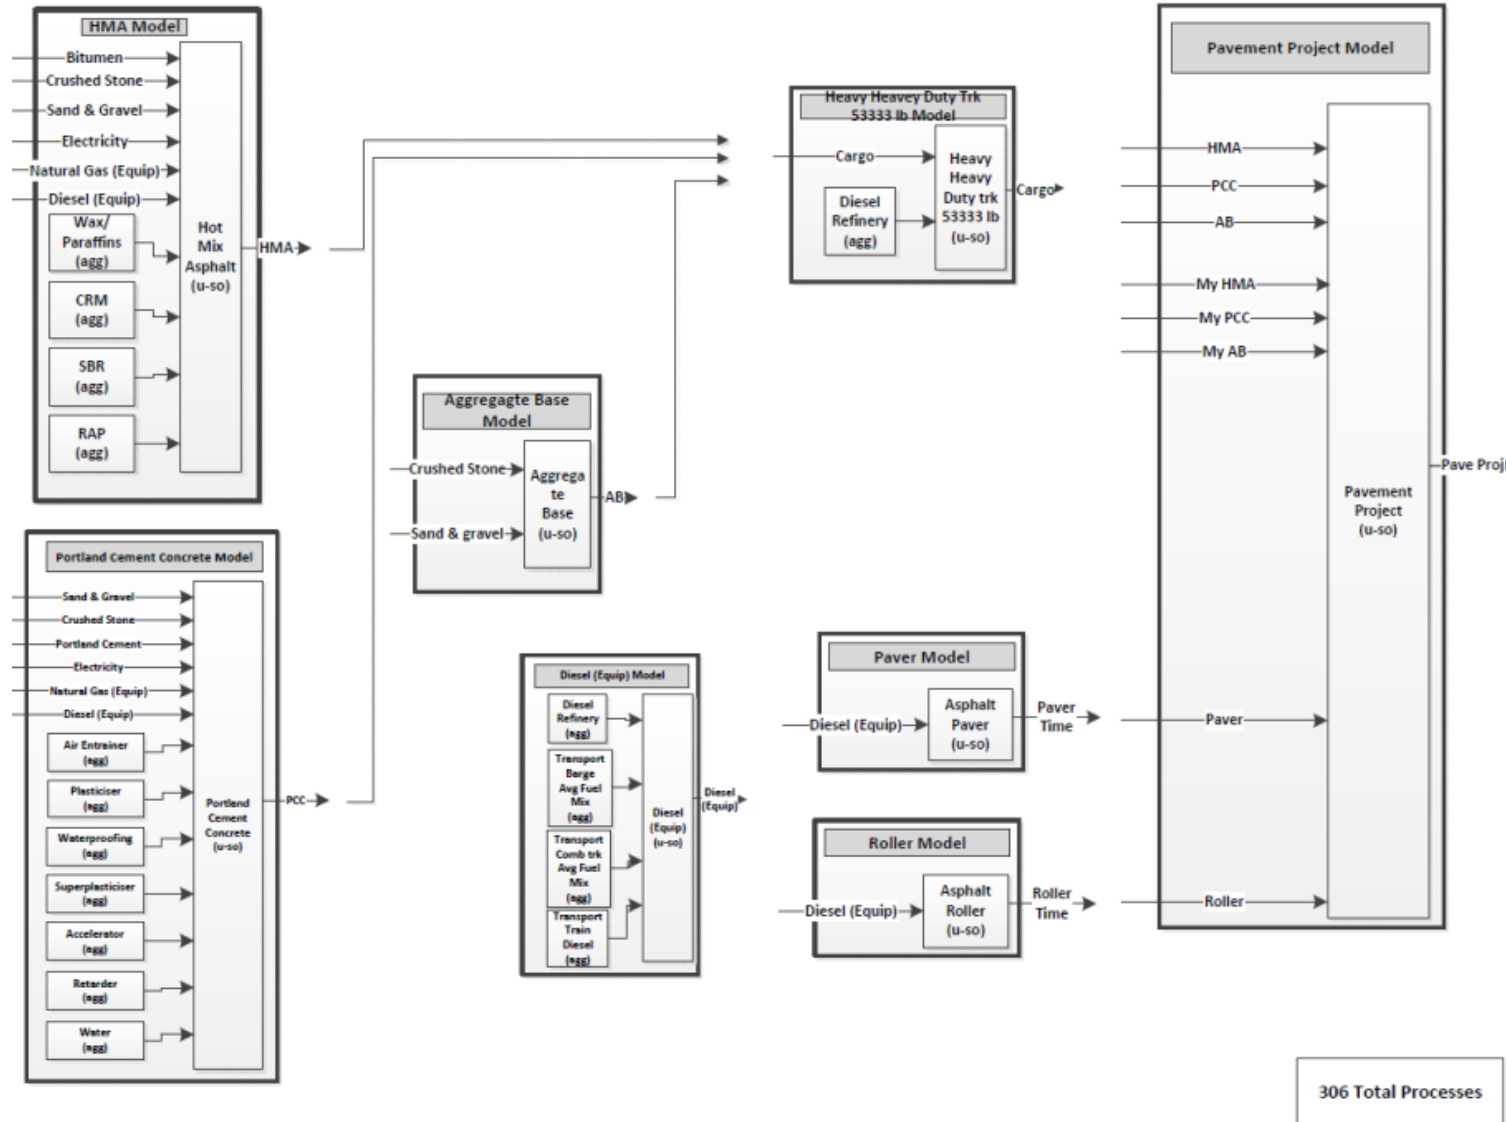 HMA Model
Bitumen
Crushed Stone
Sand & Gravel
Electricity
Natural Gas (Equip)
Diesel (Equip)
Wax/
Paraffins
(agg)
CRM
(agg)
SBR
(agg)
RAP
(agg)
Hot
Mix
Asphalt
(u-so)
HMA
Portland Cement Concrete Model
Sand & Gravel
Crushed Stone
Portland Cement
Electricity
Natural Gas (Equip)
Diesel (Equip)
Air Entrainer
(agg)
Plasticiser
(agg)
Waterproofing
(agg)
Superplasticiser
(agg)
Accelerator
(agg)
Retarder
(agg)
Water
(agg)
Portland
Cement
Concrete
(u-so)
PCC
Aggregagte Base
Model
Crushed Stone
Sand & gravel
Aggrega
te
Base
(u-so)
AB
Diesel (Equip) Model
Diesel
Refinery
(agg)
Transport
Barge
Avg Fuel
Mix
(agg)
Transport
Comb trk
Avg Fuel
Mix
(agg)
Transport
Train
Diesel
(agg)
Diesel
(Equip)
(u-so)
Diesel
(Equip)
Heavy Heavey Duty Trk
53333 lb Model
Cargo
Diesel
Refinery
(agg)
Heavy
Heavy
Duty trk
53333 lb
(u-so)
Cargo
Paver Model
Diesel (Equip)
Asphalt
Paver
(u-so)
Paver
Time
Roller Model
Diesel (Equip)
Asphalt
Roller
(u-so)
Roller
Time
Pavement Project Model
HMA
PCC
AB
My HMA
My PCC
My AB
Paver
Roller
Pavement
Project
(u-so)
Pave Proj
306 Total Processes